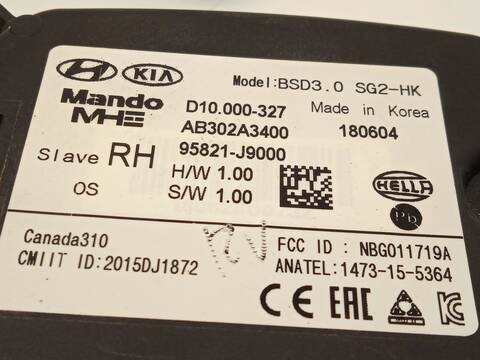 KIA
Model:BSD3.0 SG2-HK
Mando
MHE
D10.000-327
Made in Korea
AB302A3400
180604
Slave RH
95821-J9000
H/W 1.00
OS
S/W 1.00
HELLA
Canada310
FCC ID : NBG011719A
CMIIT ID:2015DJ1872
ANATEL:1473-15-5364
CE EAC